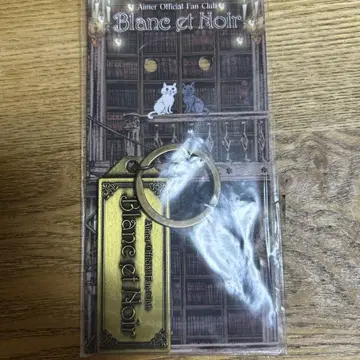 Aimer Official Fan Club
Blanc et Noir
Aimer Official Fan Club
Blanc et Noir